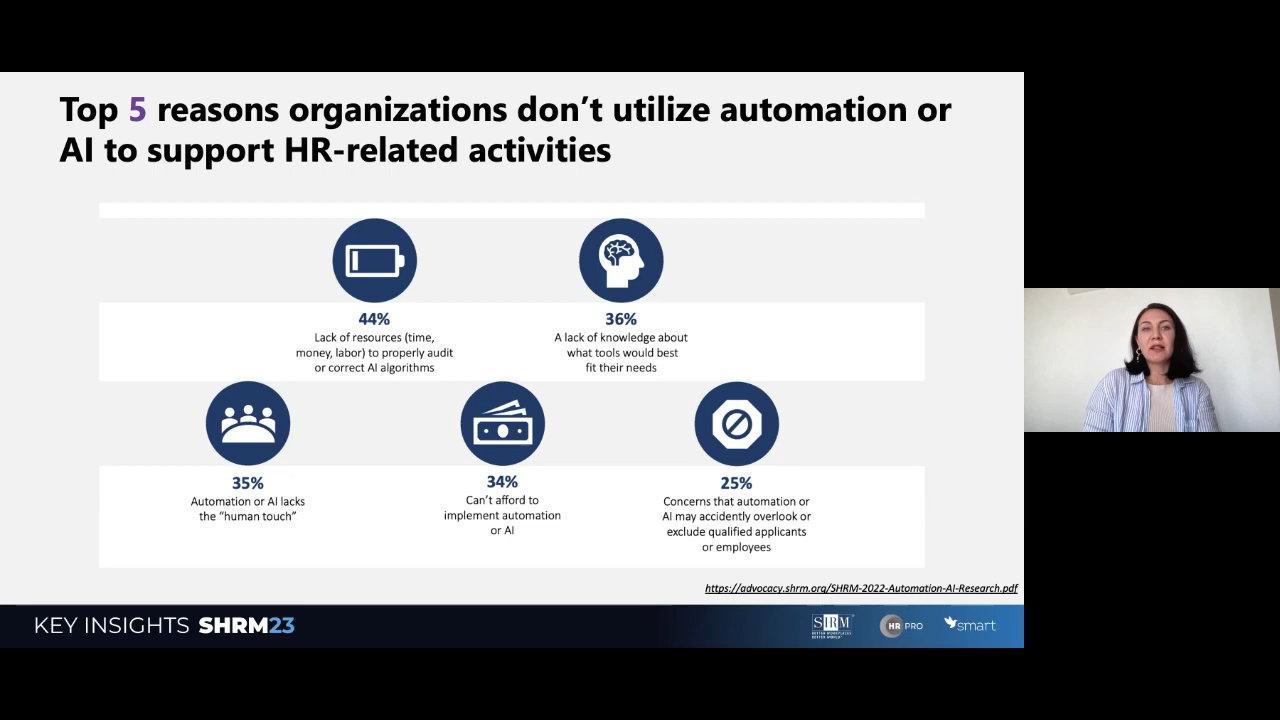 Top 5 reasons organizations don’t utilize automation or
AI to support HR-related activities
44%
Lack of resources (time,
money, labor) to properly audit
or correct AI algorithms
36%
A lack of knowledge about
what tools would best
fit their needs
35%
Automation or AI lacks
the “human touch”
34%
Can’t afford to
implement automation
or AI
25%
Concerns that automation or
AI may accidently overlook or
exclude qualified applicants
or employees
https://advocacy.shrm.org/SHRM-2022-Automation-AI-Research.pdf
KEY INSIGHTS SHRM23
SHRM
BETTER WORKPLACES
BETTER WORLD
HR PRO
smart